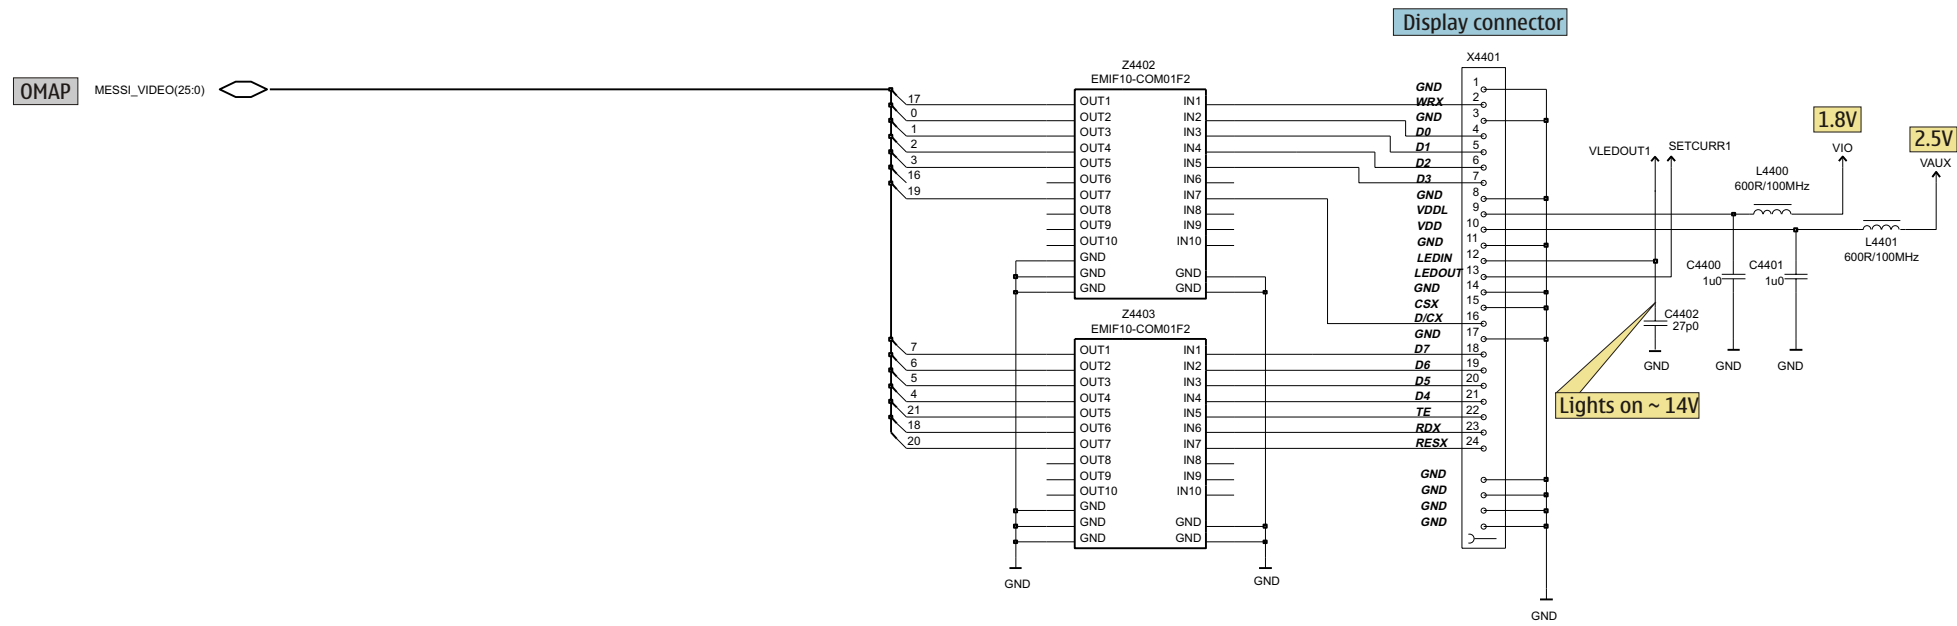 Display connector
OMAP
MESSI_VIDEO(25:0)
Z4402
EMIF10-COM01F2
17 OUT1 IN1
0 OUT2 IN2
1 OUT3 IN3
2 OUT4 IN4
3 OUT5 IN5
16 OUT6 IN6
19 OUT7 IN7
OUT8 IN8
OUT9 IN9
OUT10 IN10
GND
GND GND
GND GND
Z4403
EMIF10-COM01F2
7 OUT1 IN1
6 OUT2 IN2
5 OUT3 IN3
4 OUT4 IN4
21 OUT5 IN5
18 OUT6 IN6
20 OUT7 IN7
OUT8 IN8
OUT9 IN9
OUT10 IN10
GND
GND GND
GND GND
GND
GND
X4401
GND 1
WRX 2
GND 3
D0 4
D1 5
D2 6
D3 7
GND 8
VDDL 9
VDD 10
GND 11
LEDIN 12
LEDOUT 13
GND 14
CSX 15
D/CX 16
GND 17
D7 18
D6 19
D5 20
D4 21
TE 22
RDX 23
RESX 24
GND
GND
GND
GND
GND
VLEDOUT1
SETCURR1
1.8V
VIO
2.5V
VAUX
L4400
600R/100MHz
L4401
600R/100MHz
C4400
1u0
C4401
1u0
C4402
27p0
GND
GND
GND
Lights on ~ 14V